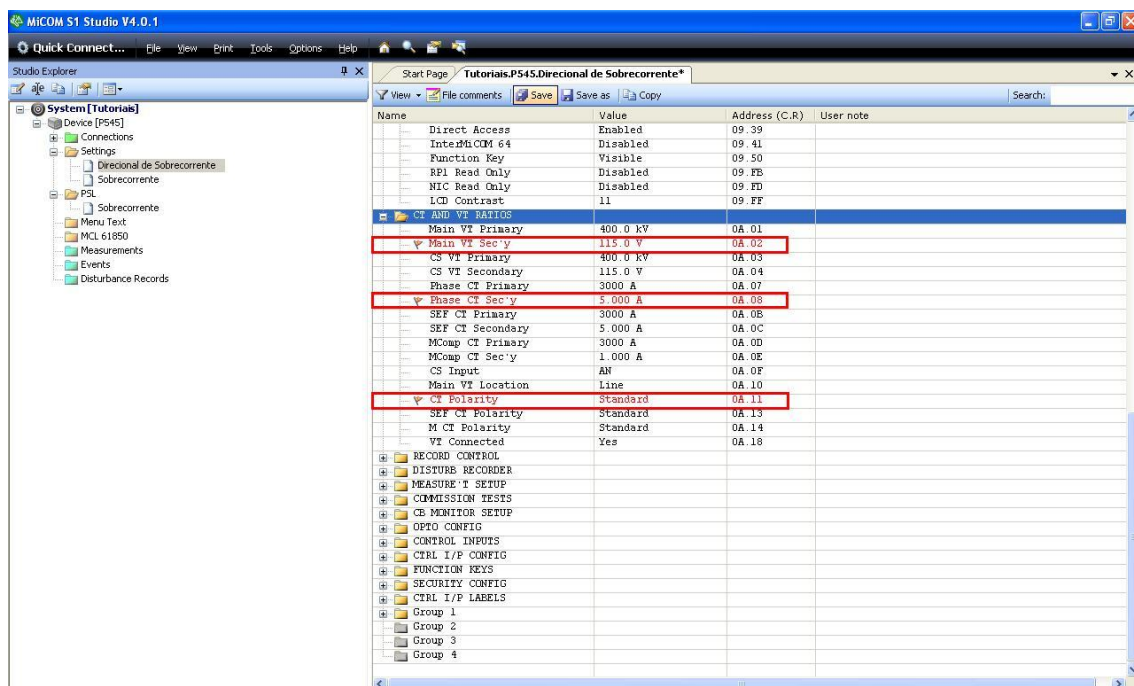 MiCOM S1 Studio V4.0.1
Quick Connect... File View Print Tools Options Help
Studio Explorer
System [Tutoriais]
Device [P545]
Connections
Settings
Direcional de Sobrecorrente
Sobrecorrente
PSL
Sobrecorrente
Menu Text
MCL 61850
Measurements
Events
Disturbance Records
Start Page Tutoriais.P545.Direcional de Sobrecorrente*
View File comments Save Save as Copy Search:
Name Value Address (C.R) User note
Direct Access Enabled 09.39
InterMiCOM 64 Disabled 09.41
Function Key Visible 09.50
RP1 Read Only Disabled 09.FB
NIC Read Only Disabled 09.FD
LCD Contrast 11 09.FF
CT AND VT RATIOS
Main VT Primary 400.0 kV 0A.01
Main VT Sec'y 115.0 V 0A.02
CS VT Primary 400.0 kV 0A.03
CS VT Secondary 115.0 V 0A.04
Phase CT Primary 3000 A 0A.07
Phase CT Sec'y 5.000 A 0A.08
SEF CT Primary 3000 A 0A.0B
SEF CT Secondary 5.000 A 0A.0C
MComp CT Primary 3000 A 0A.0D
MComp CT Sec'y 1.000 A 0A.0E
CS Input AN 0A.0F
Main VT Location Line 0A.10
CT Polarity Standard 0A.11
SEF CT Polarity Standard 0A.13
M CT Polarity Standard 0A.14
VT Connected Yes 0A.18
RECORD CONTROL
DISTURB RECORDER
MEASURE'T SETUP
COMMISSION TESTS
CB MONITOR SETUP
OPTO CONFIG
CONTROL INPUTS
CTRL I/P CONFIG
FUNCTION KEYS
SECURITY CONFIG
CTRL I/P LABELS
Group 1
Group 2
Group 3
Group 4